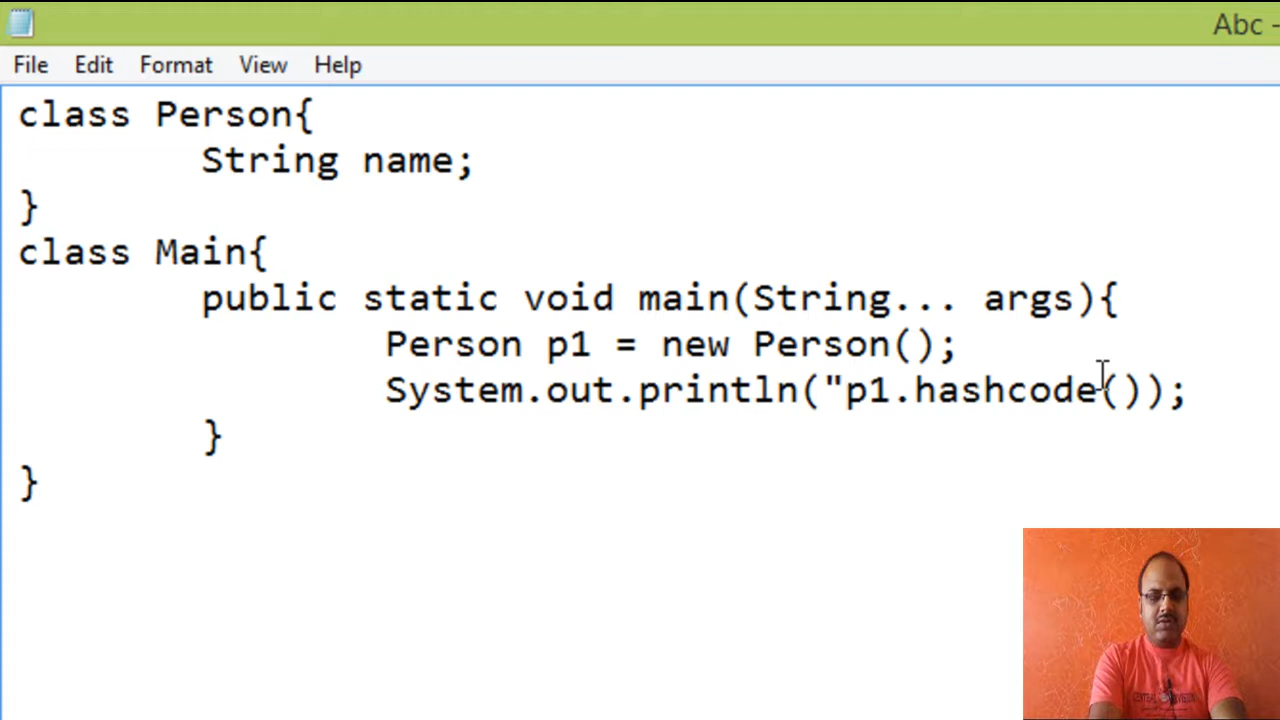 Abc -
File Edit Format View Help
class Person{
String name;
}
class Main{
public static void main(String... args){
Person p1 = new Person();
System.out.println("p1.hashcode());
}
}